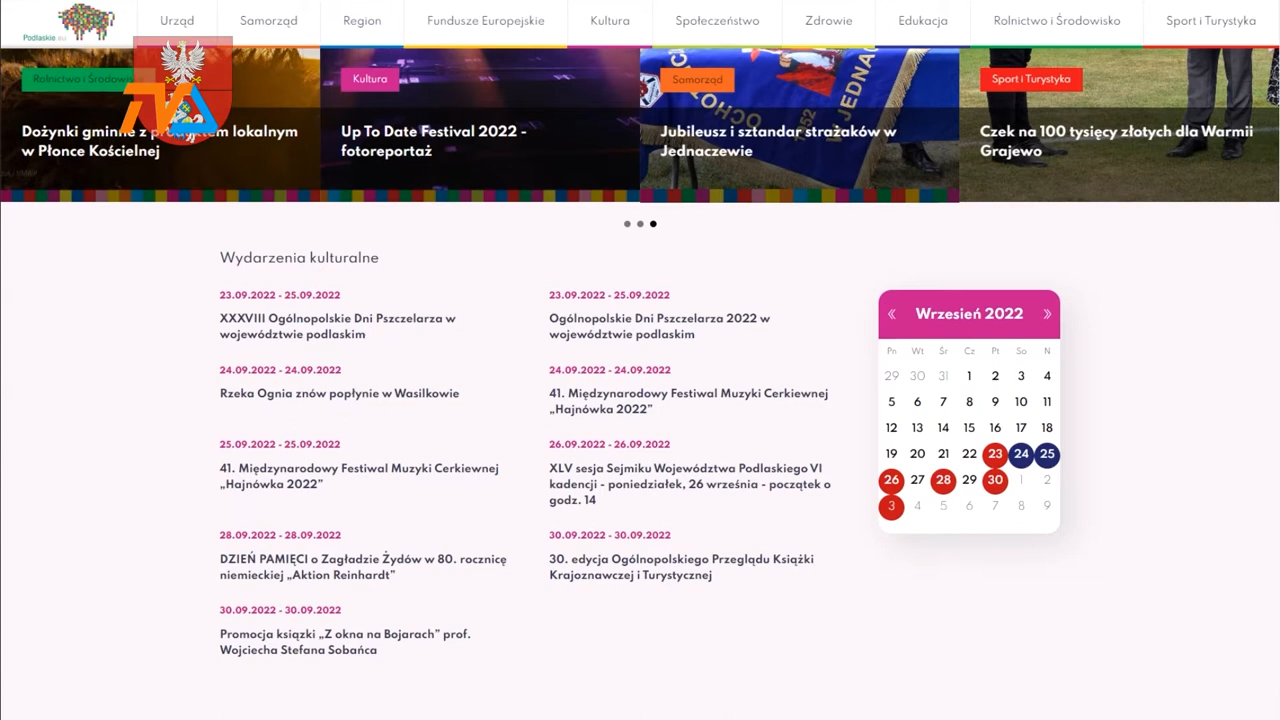 Podlaskie.eu
Urząd
Samorząd
Region
Fundusze Europejskie
Kultura
Społeczeństwo
Zdrowie
Edukacja
Rolnictwo i Środowisko
Sport i Turystyka
Rolnictwo i Środowisko
Dożynki gminne z produktem lokalnym
w Płonce Kościelnej
Kultura
Up To Date Festival 2022 -
fotoreportaż
Samorząd
Jubileusz i sztandar strażaków w
Jednaczewie
Sport i Turystyka
Czek na 100 tysięcy złotych dla Warmii
Grajewo
Wydarzenia kulturalne
23.09.2022 - 25.09.2022
XXXVIII Ogólnopolskie Dni Pszczelarza w
województwie podlaskim
23.09.2022 - 25.09.2022
Ogólnopolskie Dni Pszczelarza 2022 w
województwie podlaskim
24.09.2022 - 24.09.2022
Rzeka Ognia znów popłynie w Wasilkowie
24.09.2022 - 24.09.2022
41. Międzynarodowy Festiwal Muzyki Cerkiewnej
„Hajnówka 2022”
25.09.2022 - 25.09.2022
41. Międzynarodowy Festiwal Muzyki Cerkiewnej
„Hajnówka 2022”
26.09.2022 - 26.09.2022
XLV sesja Sejmiku Województwa Podlaskiego VI
kadencji - poniedziałek, 26 września - początek o
godz. 14
28.09.2022 - 28.09.2022
DZIEŃ PAMIĘCI o Zagładzie Żydów w 80. rocznicę
niemieckiej „Aktion Reinhardt”
30.09.2022 - 30.09.2022
30. edycja Ogólnopolskiego Przeglądu Książki
Krajoznawczej i Turystycznej
30.09.2022 - 30.09.2022
Promocja ksiązki „Z okna na Bojarach” prof.
Wojciecha Stefana Sobańca
« Wrzesień 2022 »
Pn Wt Śr Cz Pt So N
29 30 31 1 2 3 4
5 6 7 8 9 10 11
12 13 14 15 16 17 18
19 20 21 22 23 24 25
26 27 28 29 30 1 2
3 4 5 6 7 8 9